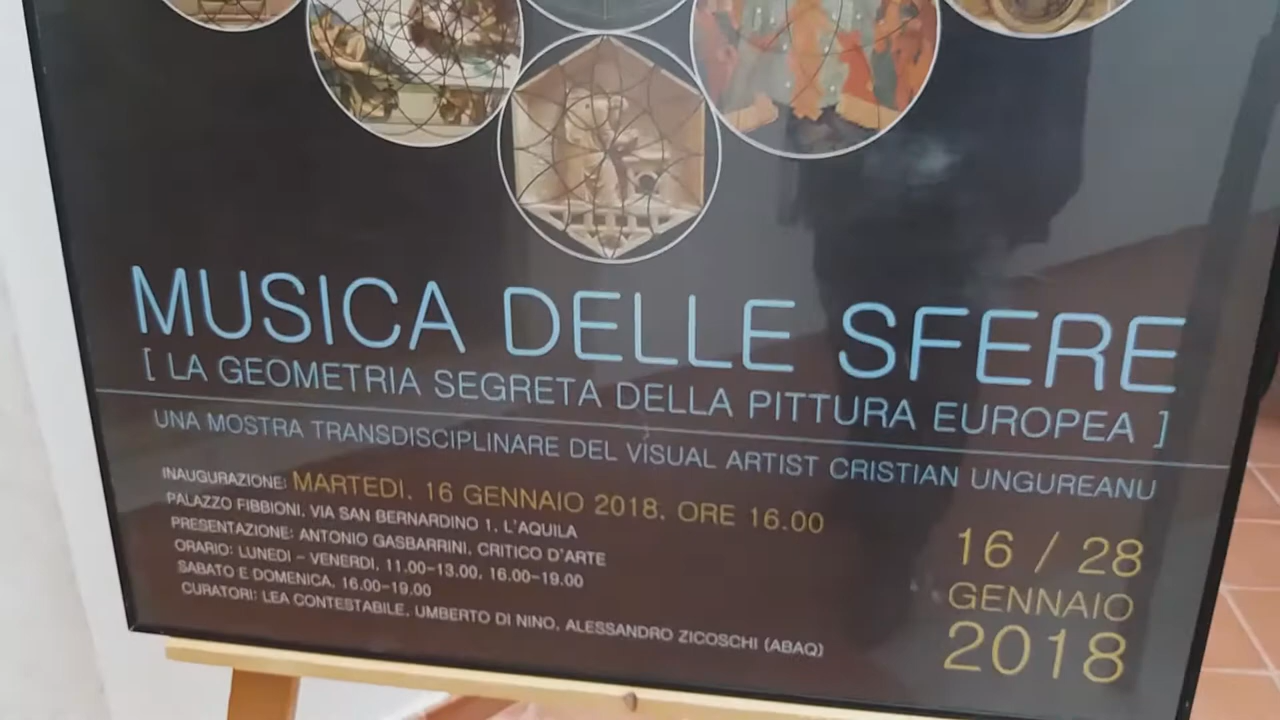 MUSICA DELLE SFERE
[ LA GEOMETRIA SEGRETA DELLA PITTURA EUROPEA ]
UNA MOSTRA TRANSDISCIPLINARE DEL VISUAL ARTIST CRISTIAN UNGUREANU
INAUGURAZIONE: MARTEDI, 16 GENNAIO 2018, ORE 16.00
PALAZZO FIBBIONI, VIA SAN BERNARDINO 1, L'AQUILA
PRESENTAZIONE: ANTONIO GASBARRINI, CRITICO D'ARTE
ORARIO: LUNEDI - VENERDI, 11.00-13.00, 16.00-19.00
SABATO E DOMENICA, 16.00-19.00
CURATORI: LEA CONTESTABILE, UMBERTO DI NINO, ALESSANDRO ZICOSCHI (ABAQ)
16 / 28
GENNAIO
2018